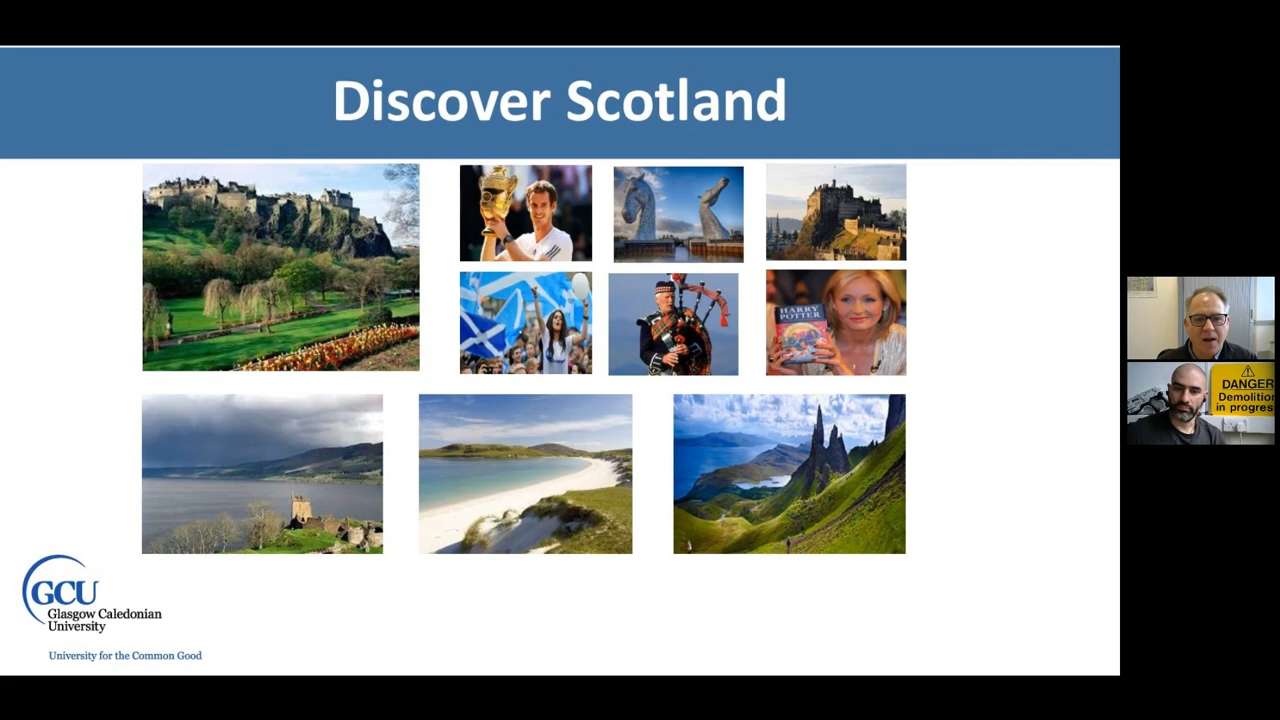 Discover Scotland
HARRY
POTTER
DANGER
Demolition
in progress
GCU
Glasgow Caledonian
University
University for the Common Good